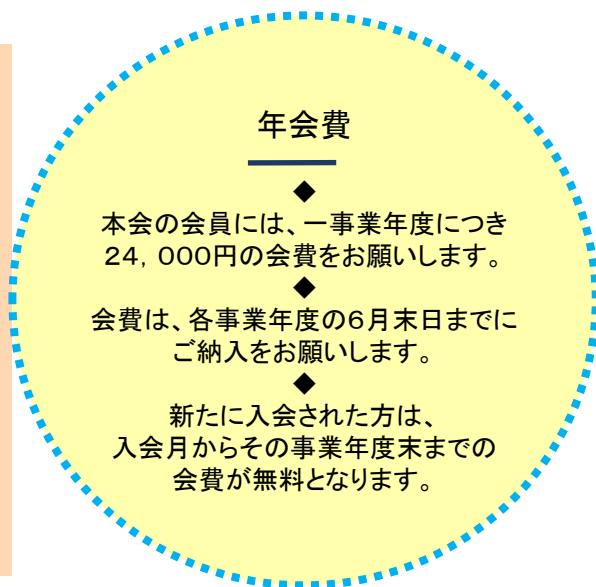 年会費
◆
本会の会員には、一事業年度につき
24，000円の会費をお願いします。
◆
会費は、各事業年度の6月末日までに
ご納入をお願いします。
◆
新たに入会された方は、
入会月からその事業年度末までの
会費が無料となります。